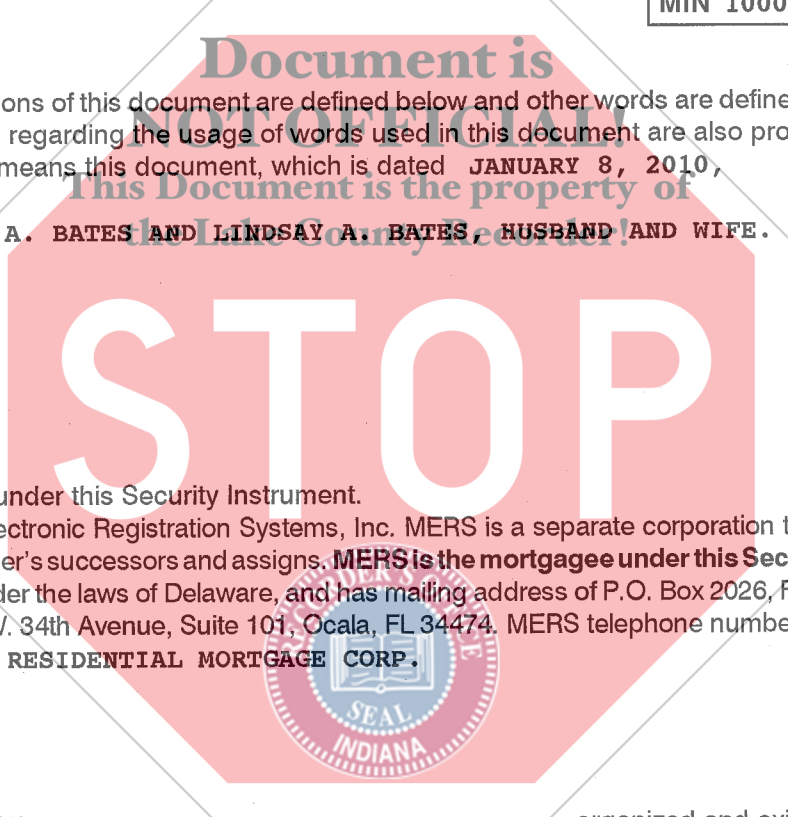 MIN 1000
Document is
ons of this document are defined below and other words are define
NOT OFFICIAL!
regarding the usage of words used in this document are also pro
means this document, which is dated JANUARY 8, 2010,
This Document is the property of
A. BATES AND LINDSAY A. BATES, HUSBAND AND WIFE.
the Lake County Recorder!
STOP
under this Security Instrument.
ectronic Registration Systems, Inc. MERS is a separate corporation t
er's successors and assigns. MERS is the mortgagee under this Sec
der the laws of Delaware, and has mailing address of P.O. Box 2026, F
. 34th Avenue, Suite 101, Ocala, FL 34474. MERS telephone numbe
RESIDENTIAL MORTGAGE CORP.
RECORDER'S OFFICE
SEAL
INDIANA
organized and exi